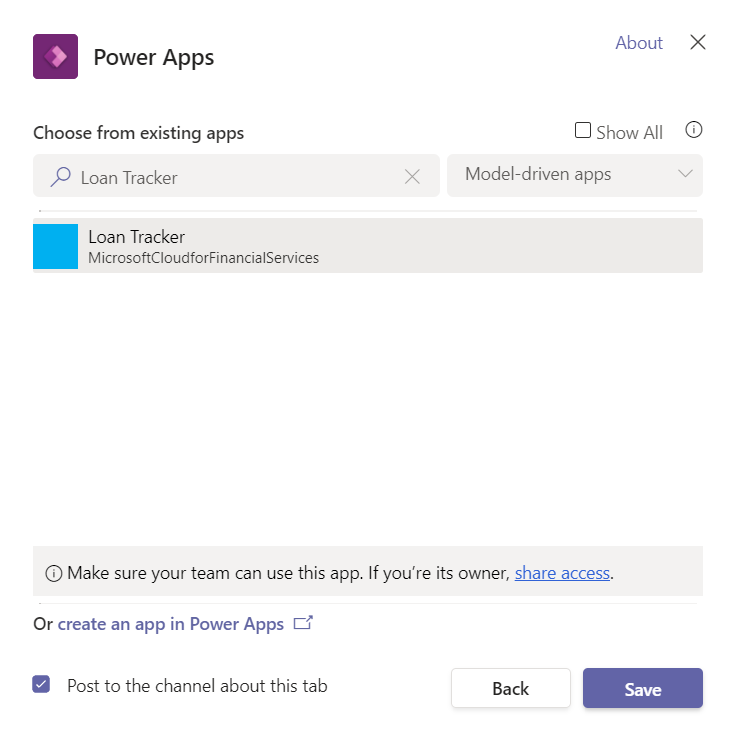 Power Apps
About
Choose from existing apps
Show All
Loan Tracker
Model-driven apps
Loan Tracker
MicrosoftCloudforFinancialServices
Make sure your team can use this app. If you’re its owner, share access.
Or create an app in Power Apps
Post to the channel about this tab
Back
Save